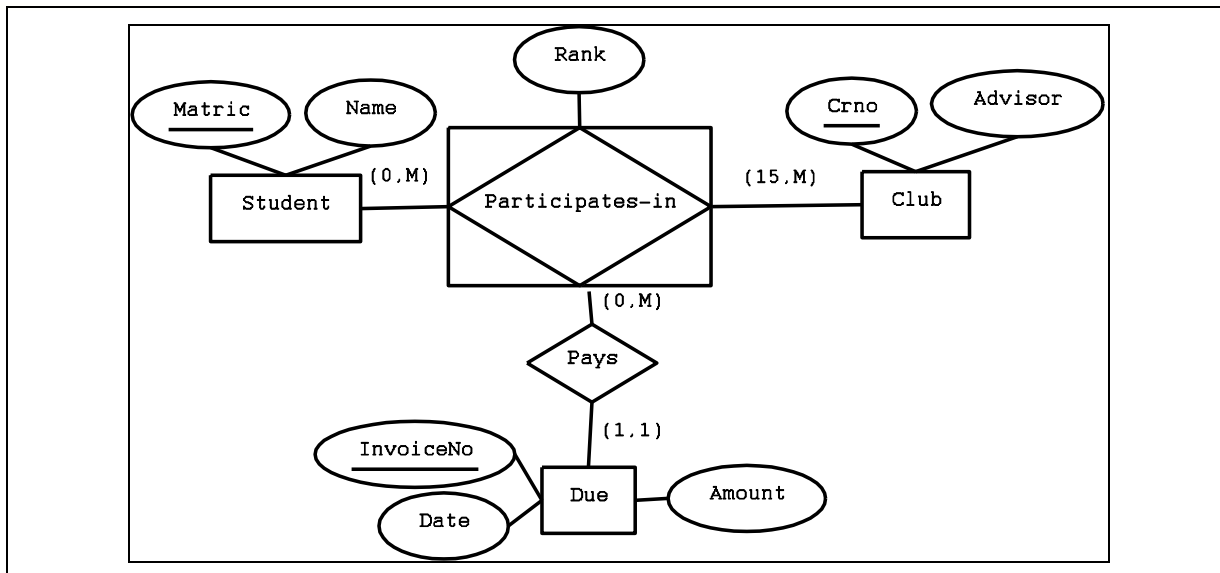 Rank
Matric
Name
Crno
Advisor
(0,M)
(15,M)
Student
Participates-in
Club
(0,M)
Pays
(1,1)
InvoiceNo
Due
Amount
Date